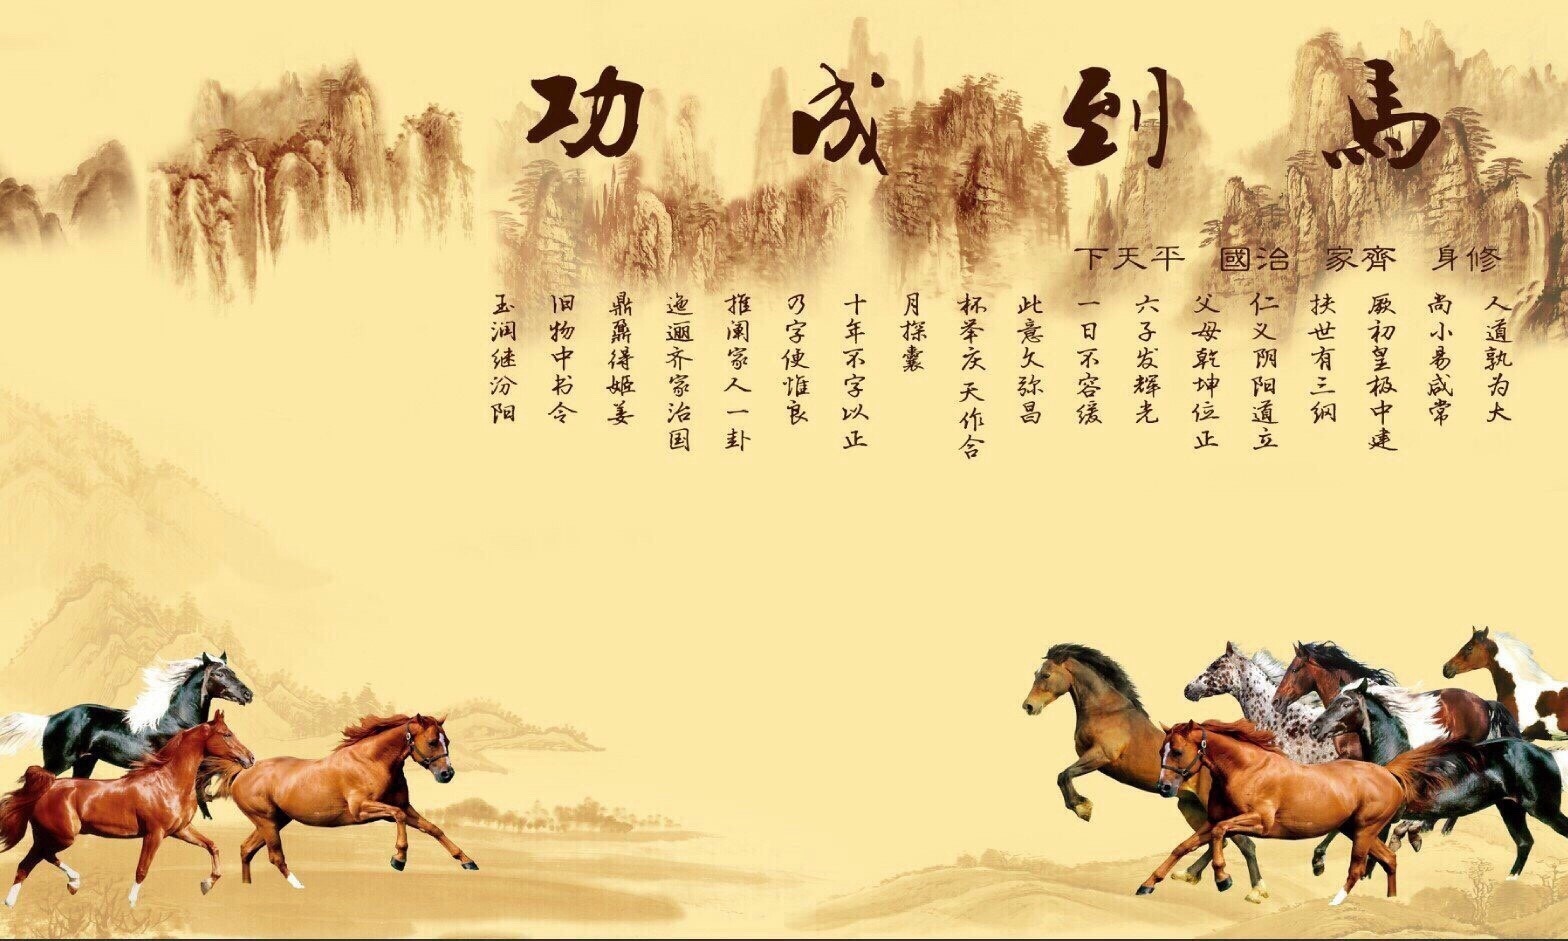 馬到成功
修身 齊家 治國 平天下
人道孰为大
尚小易咸常
厥初皇极中建
扶世有三纲
仁义阴阳道立
父母乾坤位正
六子发辉光
一日不容缓
此意欠弥昌
杯举庆天作合
月探囊
十年不字以正
乃字便惟良
推阐家人一卦
迤逦齐家治国
鼎鼐得姬姜
旧物中书令
玉润继汾阳